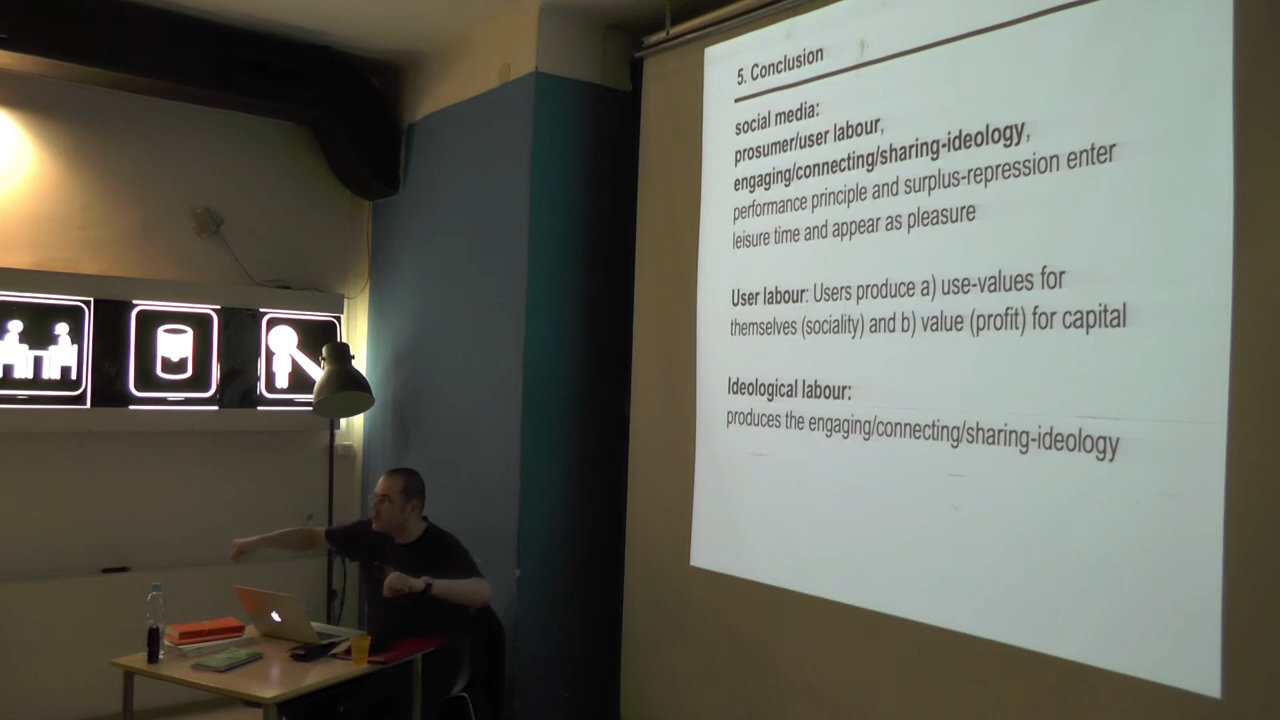 5. Conclusion
social media:
prosumer/user labour,
engaging/connecting/sharing-ideology,
performance principle and surplus-repression enter
leisure time and appear as pleasure
User labour: Users produce a) use-values for
themselves (sociality) and b) value (profit) for capital
Ideological labour:
produces the engaging/connecting/sharing-ideology